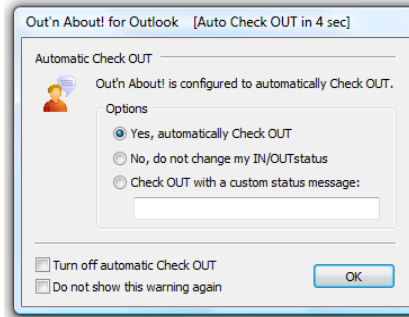 Out'n About! for Outlook [Auto Check OUT in 4 sec]
Automatic Check OUT
Out'n About! is configured to automatically Check OUT.
Options
Yes, automatically Check OUT
No, do not change my IN/OUTstatus
Check OUT with a custom status message:
Turn off automatic Check OUT
OK
Do not show this warning again